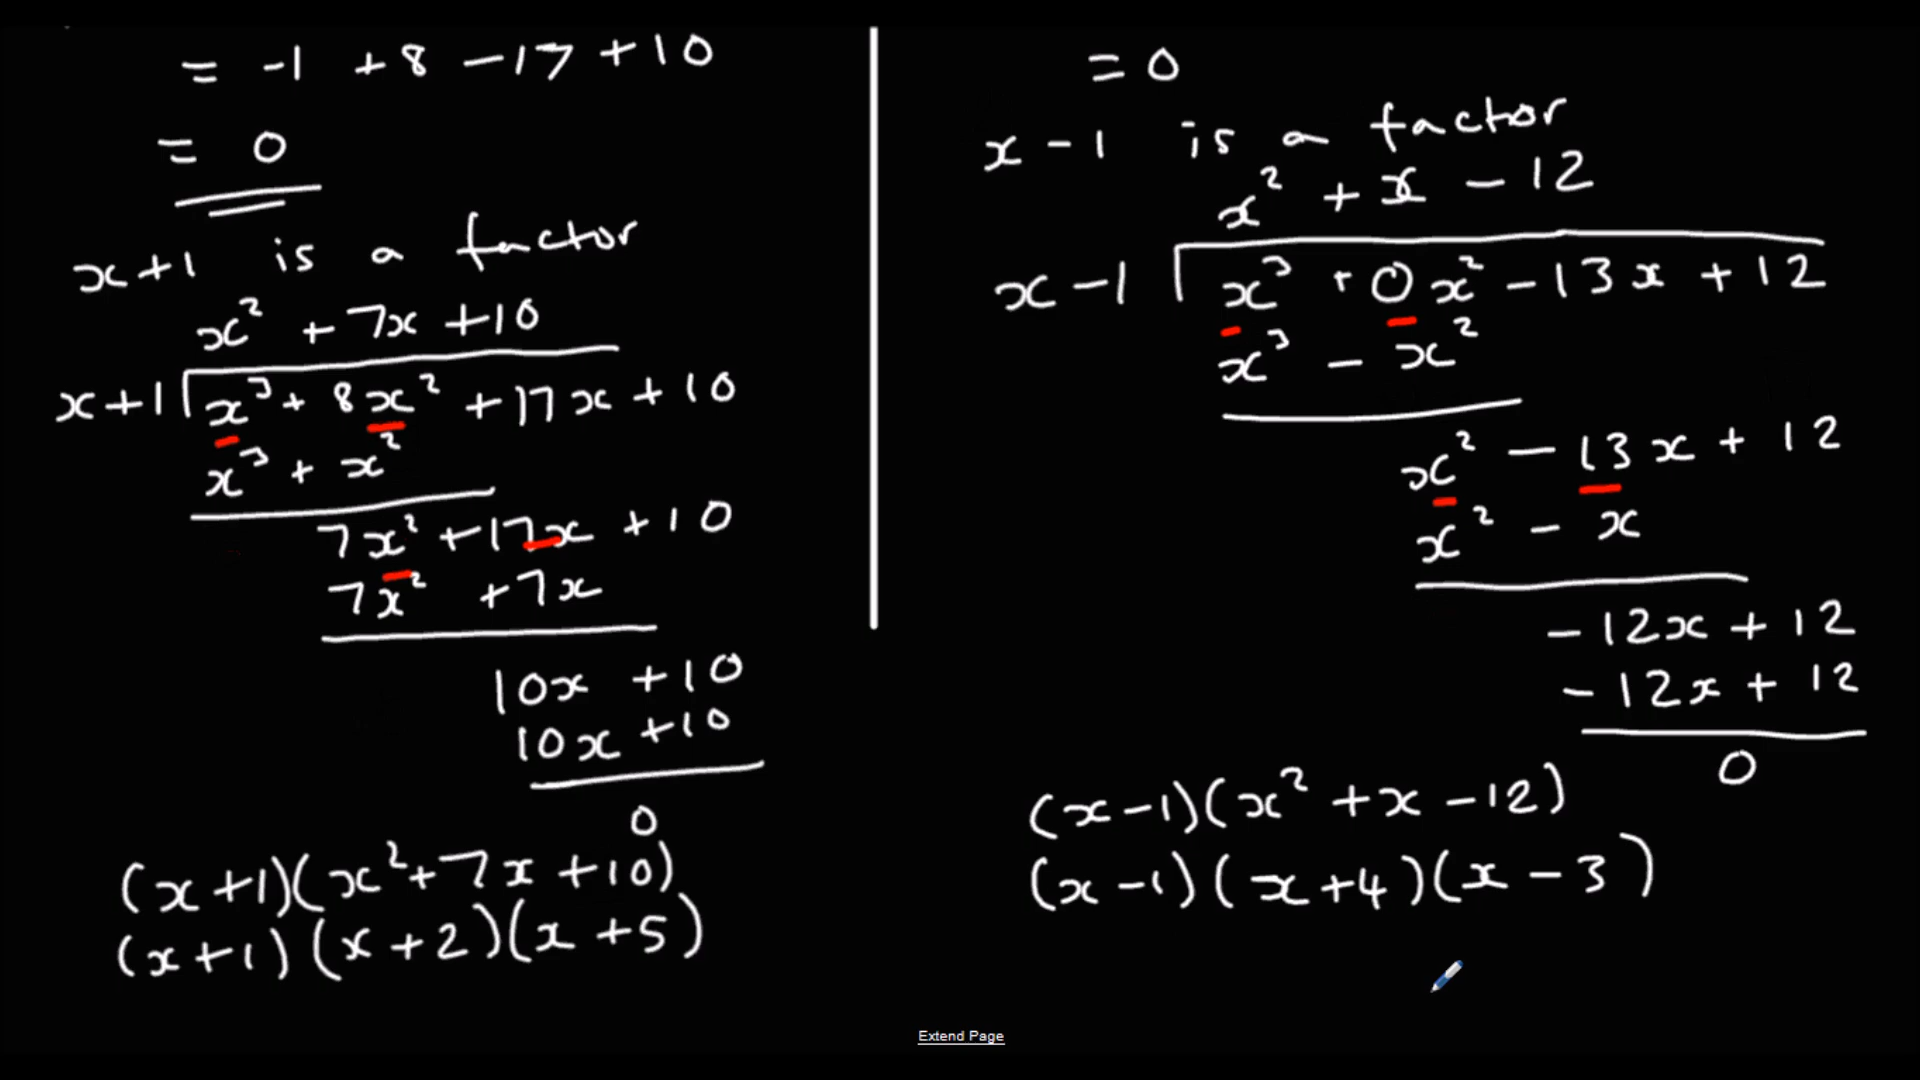 = -1 + 8 - 17 + 10
= 0
x+1 is a factor
x² + 7x + 10
x+1 x³ + 8x² + 17x + 10
x³ + x²
7x² + 17x + 10
7x² + 7x
10x + 10
10x + 10
0
(x+1)(x²+7x+10)
(x+1)(x+2)(x+5)
= 0
x - 1 is a factor
x² + x - 12
x - 1 x³ + 0x² - 13x + 12
x³ - x²
x² - 13x + 12
x² - x
- 12x + 12
- 12x + 12
0
(x-1)(x² + x - 12)
(x-1)(x+4)(x-3)
Extend Page